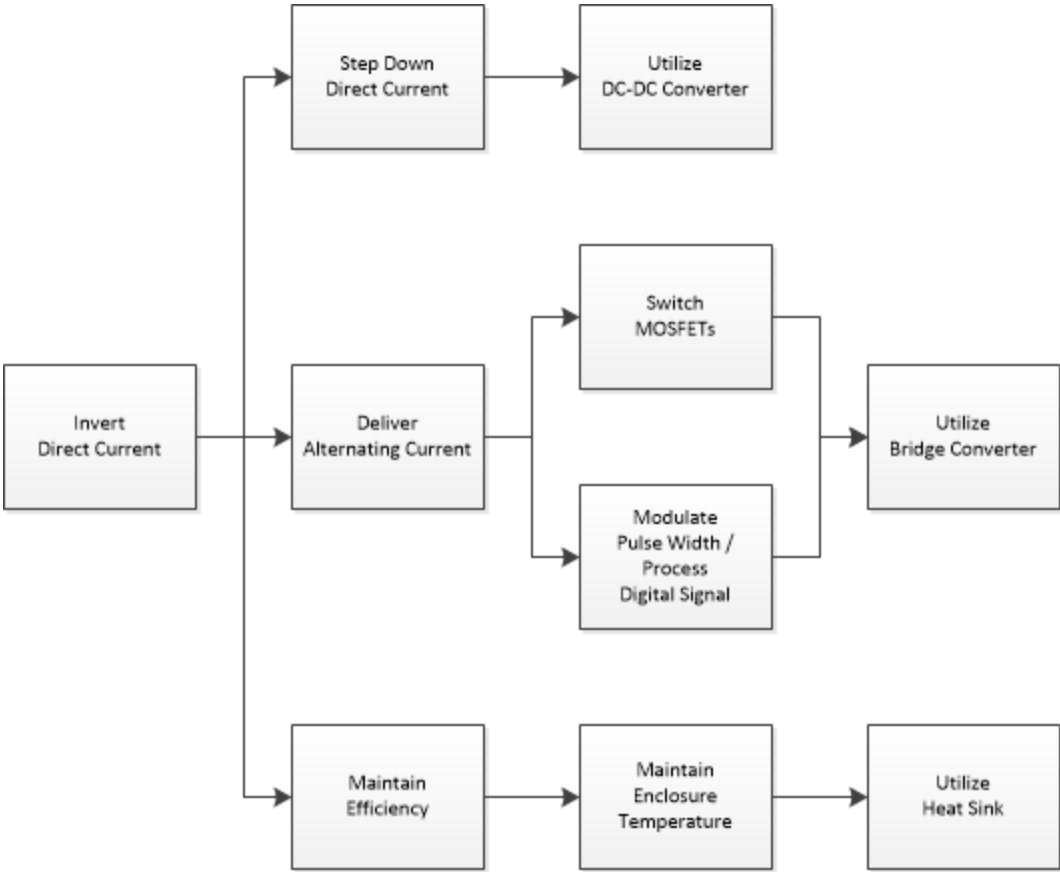 Step Down
Direct Current
Utilize
DC-DC Converter
Switch
MOSFETs
Invert
Direct Current
Deliver
Alternating Current
Utilize
Bridge Converter
Modulate
Pulse Width /
Process
Digital Signal
Maintain
Efficiency
Maintain
Enclosure
Temperature
Utilize
Heat Sink